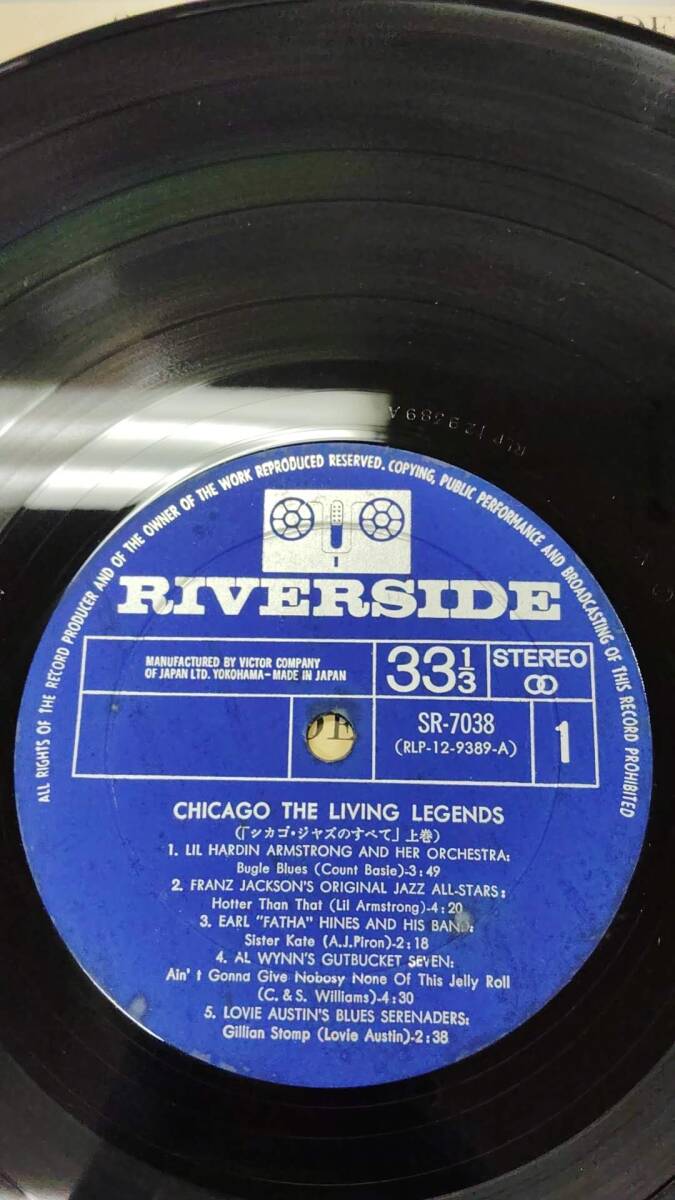 RLP 12 9389 A
ALL RIGHTS OF THE RECORD PRODUCER AND OF THE OWNER OF THE WORK REPRODUCED RESERVED. COPYING, PUBLIC PERFORMANCE AND BROADCASTING OF THIS RECORD PROHIBITED
RIVERSIDE
MANUFACTURED BY VICTOR COMPANY
OF JAPAN LTD. YOKOHAMA-MADE IN JAPAN
33 1/3
STEREO
SR-7038
(RLP-12-9389-A)
1
DE
CHICAGO THE LIVING LEGENDS
(「シカゴ・ジャズのすべて」上巻)
1. LIL HARDIN ARMSTRONG AND HER ORCHESTRA:
Bugle Blues (Count Basie)-3:49
2. FRANZ JACKSON'S ORIGINAL JAZZ ALL-STARS:
Hotter Than That (Lil Armstrong)-4:20
3. EARL "FATHA" HINES AND HIS BAND:
Sister Kate (A.J.Piron)-2:18
4. AL WYNN'S GUTBUCKET SEVEN:
Ain't Gonna Give Nobosy None Of This Jelly Roll
(C. & S. Williams)-4:30
5. LOVIE AUSTIN'S BLUES SERENADERS:
Gillian Stomp (Lovie Austin)-2:38